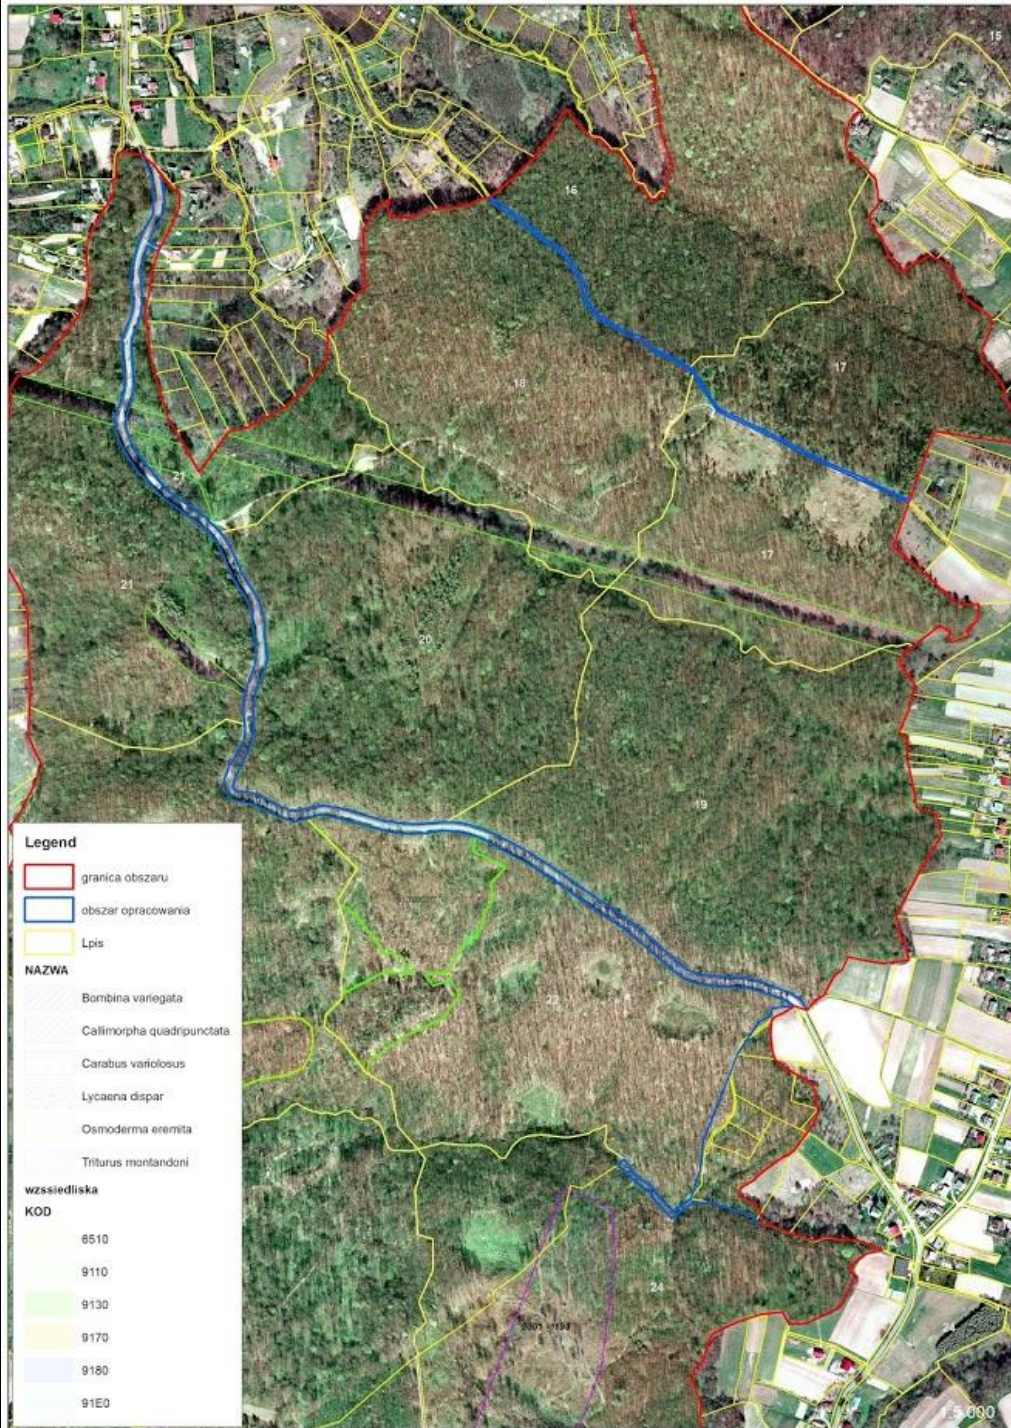 15
16
17
18
17
21
20
19
22
24
24
1:5 000
Legend
granica obszaru
obszar opracowania
Lpis
NAZWA
Bombina variegata
Callimorpha quadripunctata
Carabus variolosus
Lycaena dispar
Osmoderma eremita
Triturus montandoni
wzssiedliska
KOD
6510
9110
9130
9170
9180
91E0